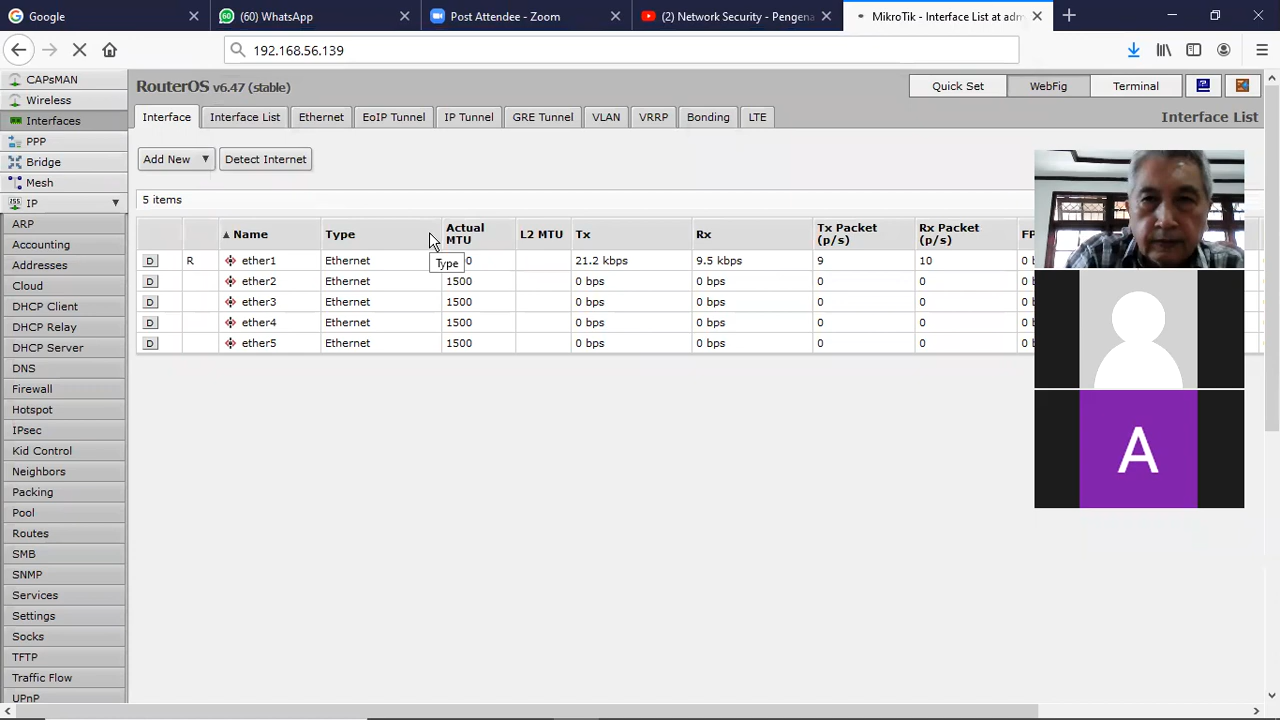 Google
(60) WhatsApp
Post Attendee - Zoom
(2) Network Security - Pengena
MikroTik - Interface List at adm
192.168.56.139
CAPsMAN
Wireless
Interfaces
PPP
Bridge
Mesh
IP
ARP
Accounting
Addresses
Cloud
DHCP Client
DHCP Relay
DHCP Server
DNS
Firewall
Hotspot
IPsec
Kid Control
Neighbors
Packing
Pool
Routes
SMB
SNMP
Services
Settings
Socks
TFTP
Traffic Flow
UPnP
RouterOS v6.47 (stable)
Quick Set
WebFig
Terminal
Interface
Interface List
Ethernet
EoIP Tunnel
IP Tunnel
GRE Tunnel
VLAN
VRRP
Bonding
LTE
Interface List
Add New
Detect Internet
5 items
Name Type Actual MTU L2 MTU Tx Rx Tx Packet (p/s) Rx Packet (p/s) FP
D R ether1 Ethernet 0 21.2 kbps 9.5 kbps 9 10 0 b
Type
D ether2 Ethernet 1500 0 bps 0 bps 0 0 0 b
D ether3 Ethernet 1500 0 bps 0 bps 0 0 0 b
D ether4 Ethernet 1500 0 bps 0 bps 0 0 0 b
D ether5 Ethernet 1500 0 bps 0 bps 0 0 0 b
A